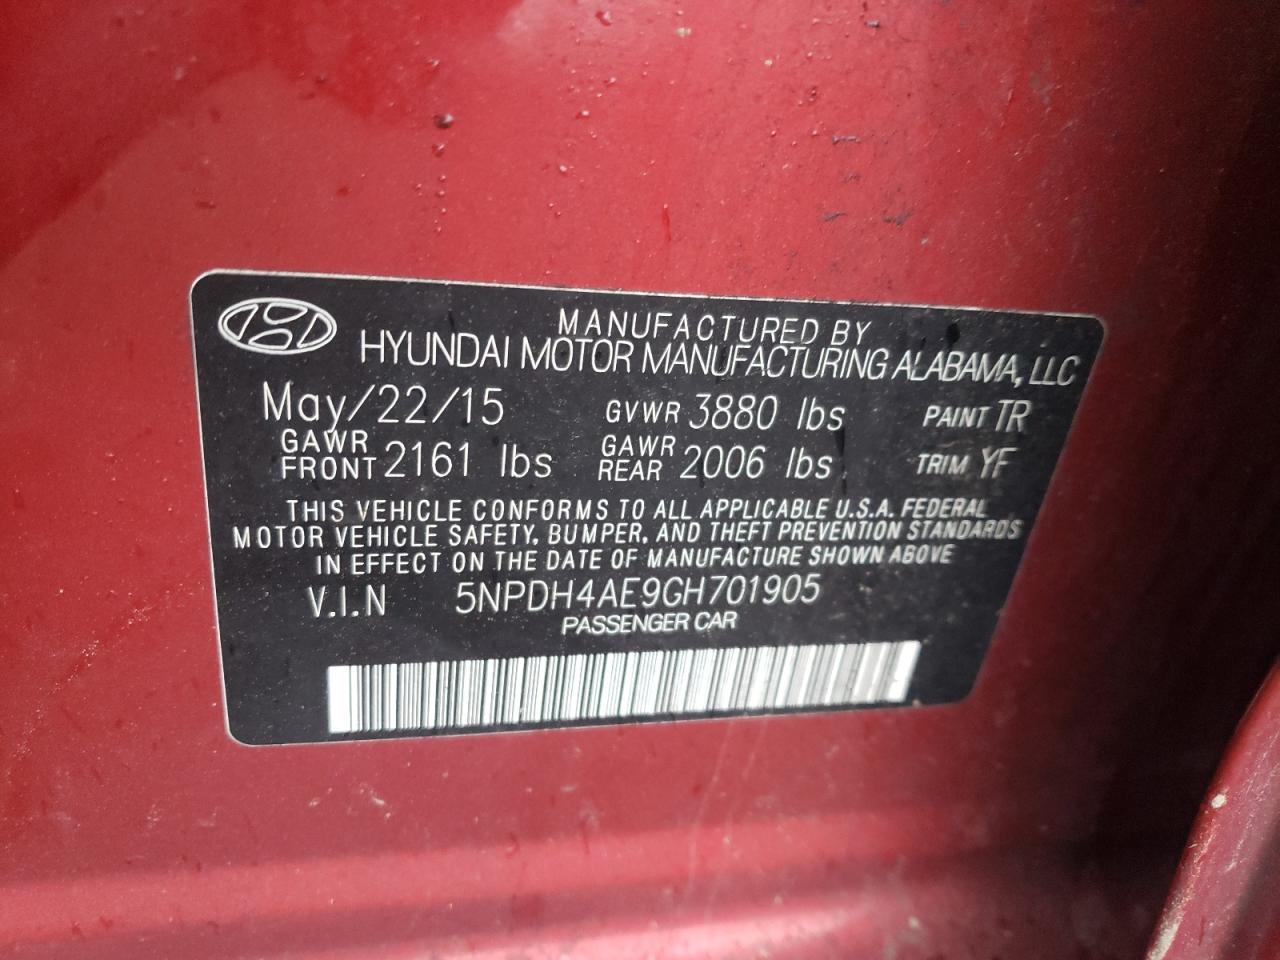 MANUFACTURED BY
HYUNDAI MOTOR MANUFACTURING ALABAMA, LLC
May/22/15 GVWR 3880 lbs PAINT TR
GAWR FRONT 2161 lbs GAWR REAR 2006 lbs TRIM YF
THIS VEHICLE CONFORMS TO ALL APPLICABLE U.S.A. FEDERAL
MOTOR VEHICLE SAFETY, BUMPER, AND THEFT PREVENTION STANDARDS
IN EFFECT ON THE DATE OF MANUFACTURE SHOWN ABOVE
V.I.N 5NPDH4AE9GH701905
PASSENGER CAR